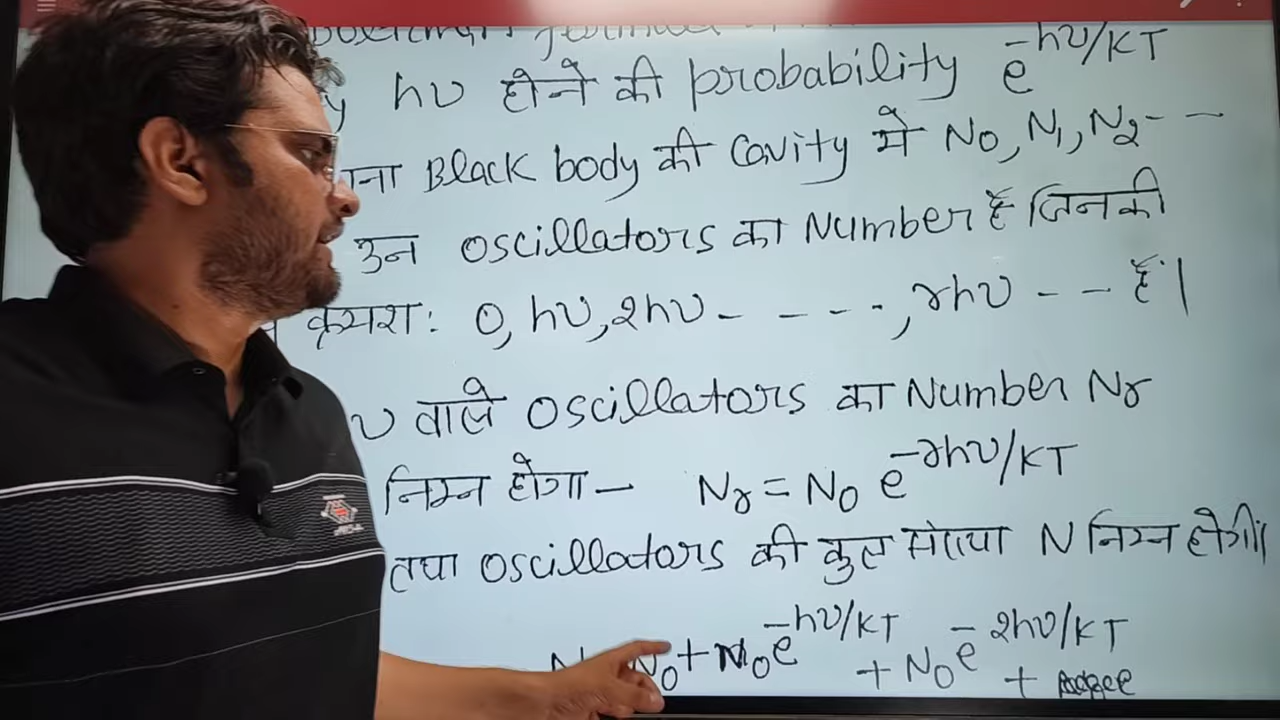 hν होने की probability e^-hν/KT
Black body की Cavity मे N0, N1, N2 - -
उन oscillators का Number है जिनकी
क्रमशः 0, hν, 2hν - - - - -, rhν - - - हैं।
ν वाले oscillators का Number Nr
निम्न होगा - Nr = N0 e^-rhν/KT
तथा oscillators की कुल संख्या N निम्न होगी।
N0 + N0 e^-hν/KT + N0 e^-2hν/KT +